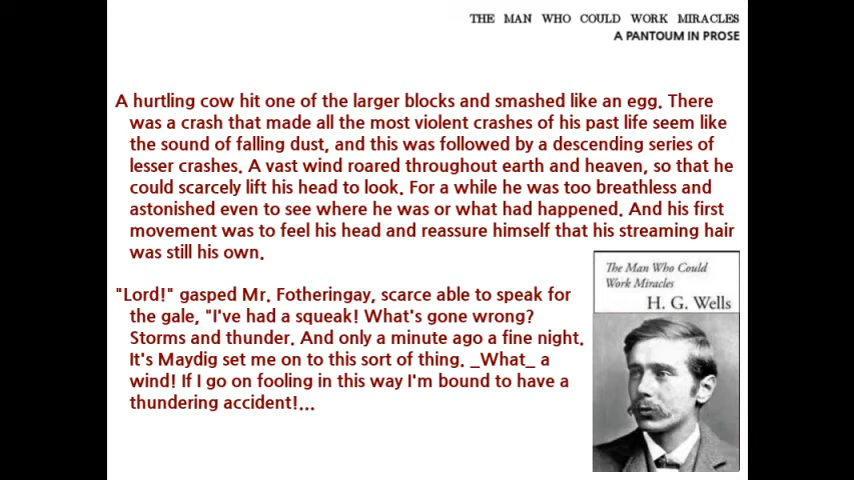 THE MAN WHO COULD WORK MIRACLES
A PANTOUM IN PROSE
A hurtling cow hit one of the larger blocks and smashed like an egg. There
was a crash that made all the most violent crashes of his past life seem like
the sound of falling dust, and this was followed by a descending series of
lesser crashes. A vast wind roared throughout earth and heaven, so that he
could scarcely lift his head to look. For a while he was too breathless and
astonished even to see where he was or what had happened. And his first
movement was to feel his head and reassure himself that his streaming hair
was still his own.
"Lord!" gasped Mr. Fotheringay, scarce able to speak for
the gale, "I've had a squeak! What's gone wrong?
Storms and thunder. And only a minute ago a fine night.
It's Maydig set me on to this sort of thing. _What_ a
wind! If I go on fooling in this way I'm bound to have a
thundering accident!...
The Man Who Could
Work Miracles
H. G. Wells